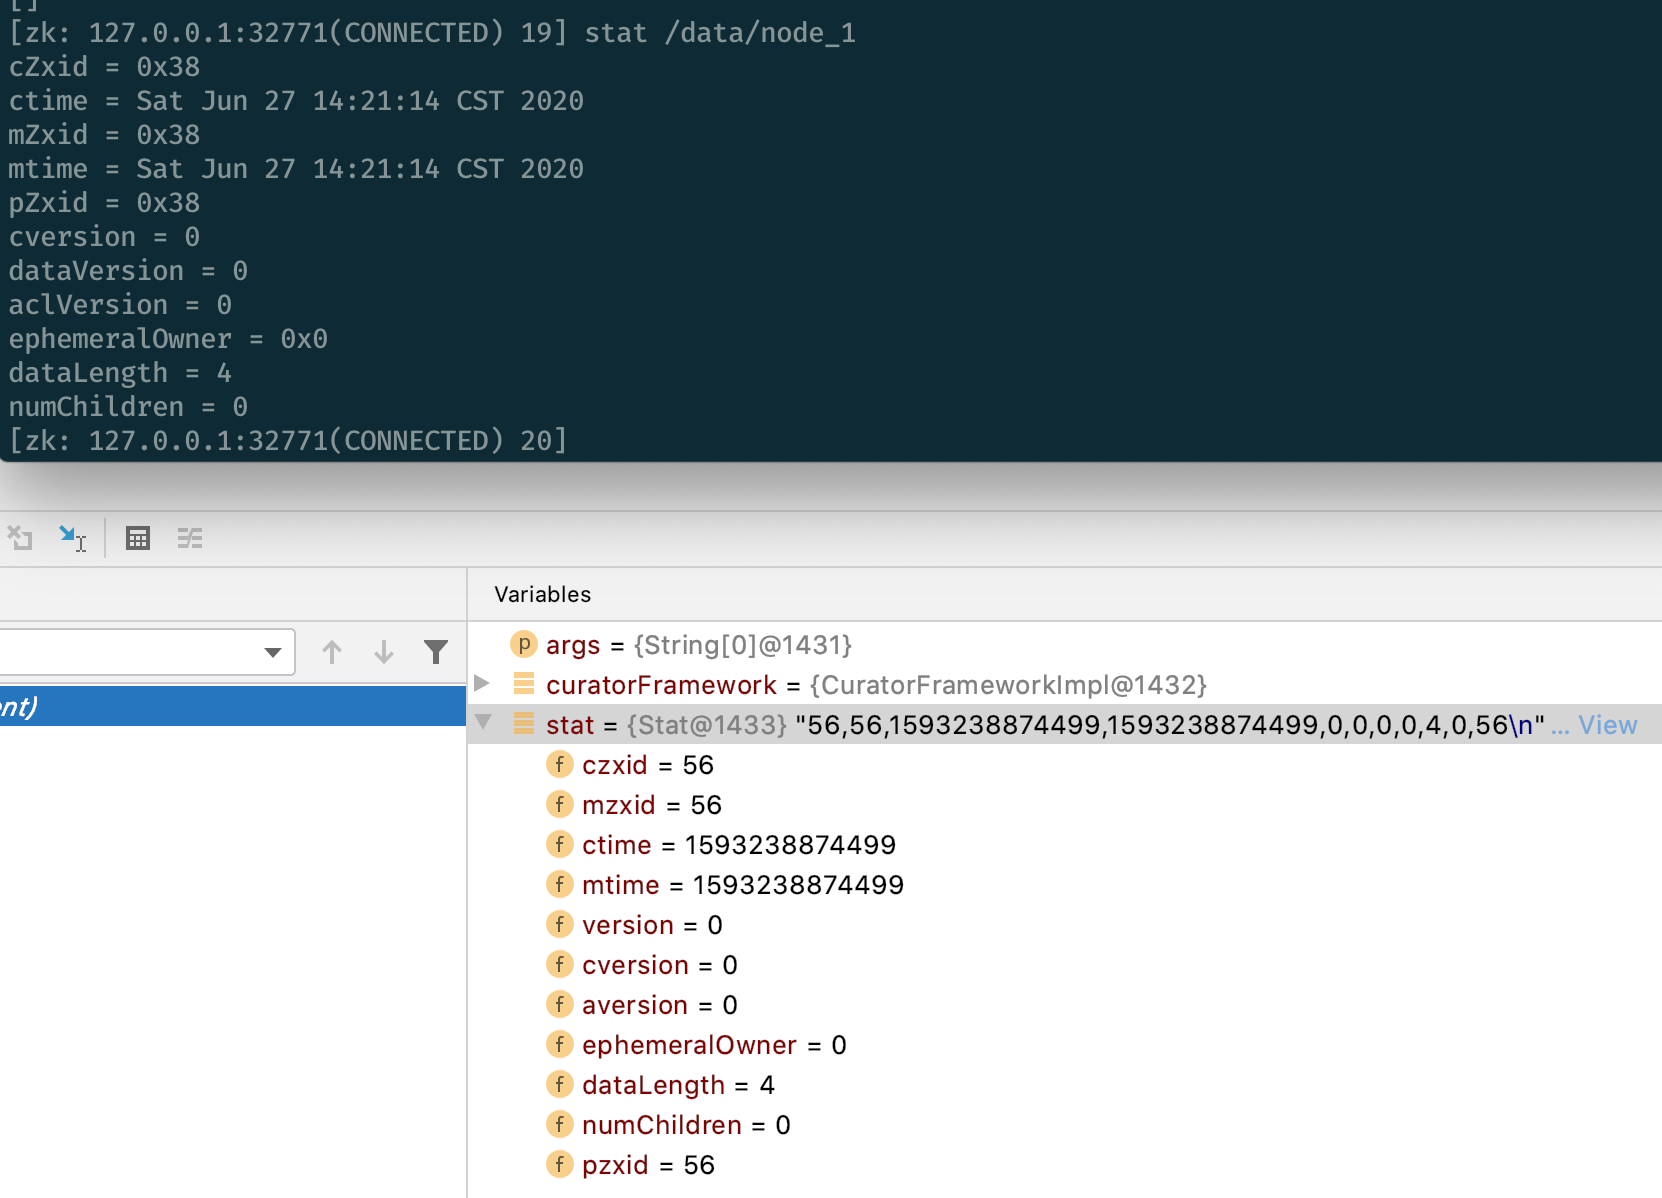 []
[zk: 127.0.0.1:32771(CONNECTED) 19] stat /data/node_1
cZxid = 0x38
ctime = Sat Jun 27 14:21:14 CST 2020
mZxid = 0x38
mtime = Sat Jun 27 14:21:14 CST 2020
pZxid = 0x38
cversion = 0
dataVersion = 0
aclVersion = 0
ephemeralOwner = 0x0
dataLength = 4
numChildren = 0
[zk: 127.0.0.1:32771(CONNECTED) 20]
Variables
p args = {String[0]@1431}
curatorFramework = {CuratorFrameworkImpl@1432}
ent)
stat = {Stat@1433} "56,56,1593238874499,1593238874499,0,0,0,0,4,0,56\n" ... View
f czxid = 56
f mzxid = 56
f ctime = 1593238874499
f mtime = 1593238874499
f version = 0
f cversion = 0
f aversion = 0
f ephemeralOwner = 0
f dataLength = 4
f numChildren = 0
f pzxid = 56